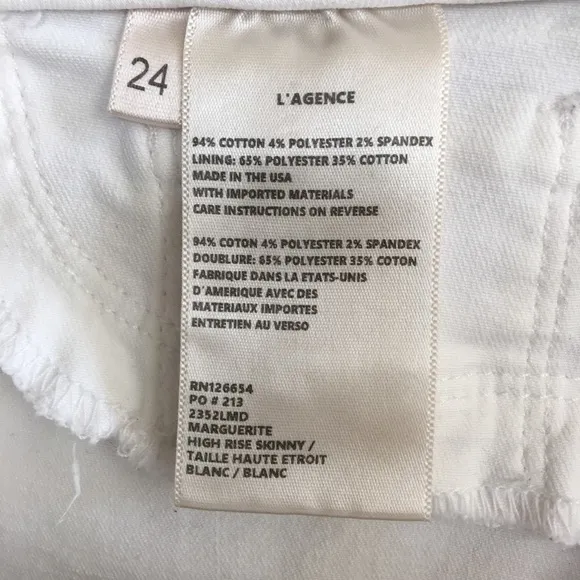 24
L'AGENCE
94% COTTON 4% POLYESTER 2% SPANDEX
LINING: 65% POLYESTER 35% COTTON
MADE IN THE USA
WITH IMPORTED MATERIALS
CARE INSTRUCTIONS ON REVERSE
94% COTON 4% POLYESTER 2% SPANDEX
DOUBLURE: 65% POLYESTER 35% COTON
FABRIQUE DANS LA ETATS-UNIS
D'AMERIQUE AVEC DES
MATERIAUX IMPORTES
ENTRETIEN AU VERSO
RN126654
PO # 213
2352LMD
MARGUERITE
HIGH RISE SKINNY /
TAILLE HAUTE ETROIT
BLANC / BLANC